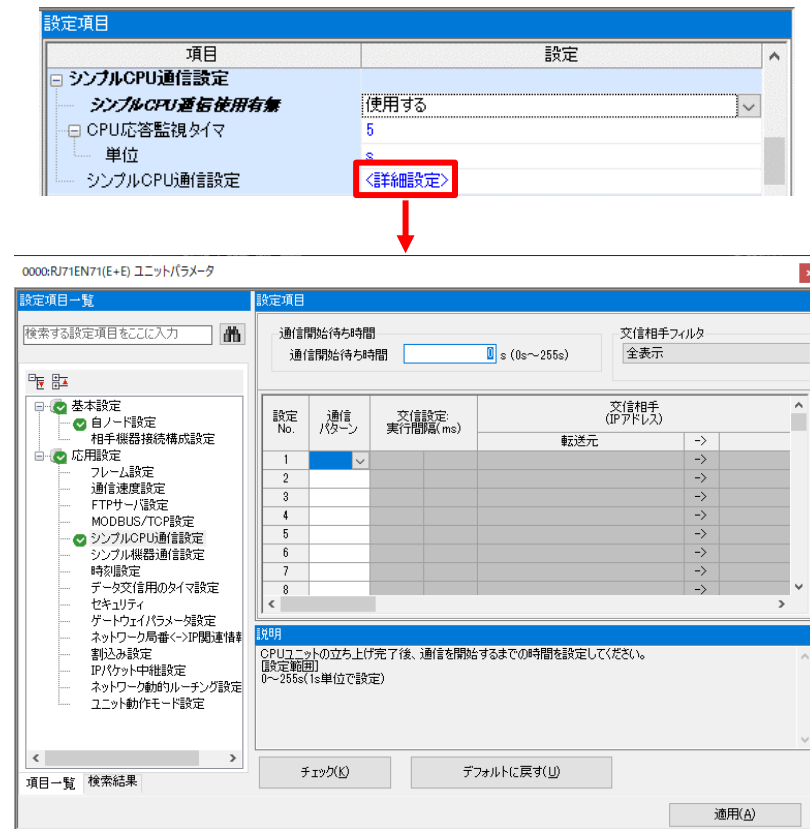 設定項目
項目 設定
シンプルCPU通信設定
シンプルCPU通信使用有無 使用する
CPU応答監視タイマ 5
単位 s
シンプルCPU通信設定 <詳細設定>
0000:RJ71EN71(E+E) ユニットパラメータ
設定項目一覧
検索する設定項目をここに入力
基本設定
自ノード設定
相手機器接続構成設定
応用設定
フレーム設定
通信速度設定
FTPサーバ設定
MODBUS/TCP設定
シンプルCPU通信設定
シンプル機器通信設定
時刻設定
データ交信用のタイマ設定
セキュリティ
ゲートウェイパラメータ設定
ネットワーク局番<->IP関連情報
割込み設定
IPパケット中継設定
ネットワーク動的ルーチング設定
ユニット動作モード設定
項目一覧 検索結果
設定項目
通信開始待ち時間
通信開始待ち時間 0 s (0s～255s)
交信相手フィルタ
全表示
設定 No. 通信 パターン 交信設定: 実行間隔(ms) 交信相手 (IPアドレス)
転送元 ->
1 ->
2 ->
3 ->
4 ->
5 ->
6 ->
7 ->
8 ->
説明
CPUユニットの立ち上げ完了後、通信を開始するまでの時間を設定してください。
[設定範囲]
0～255s(1s単位で設定)
チェック(K) デフォルトに戻す(U)
適用(A)